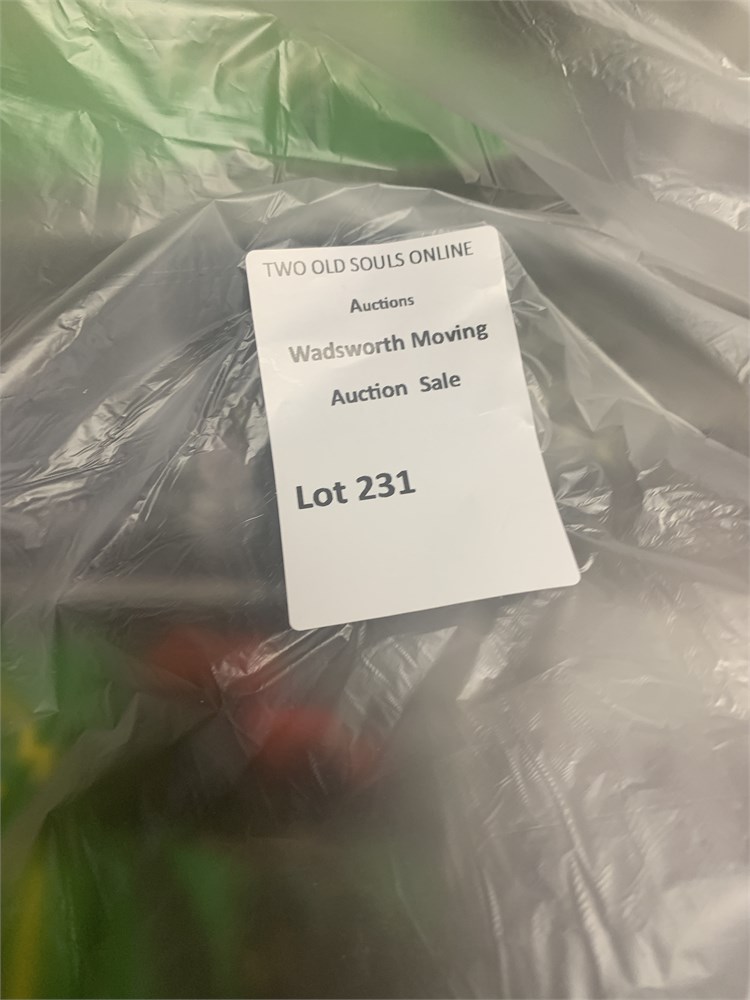 TWO OLD SOULS ONLINE
Auctions
Wadsworth Moving
Auction Sale
Lot 231